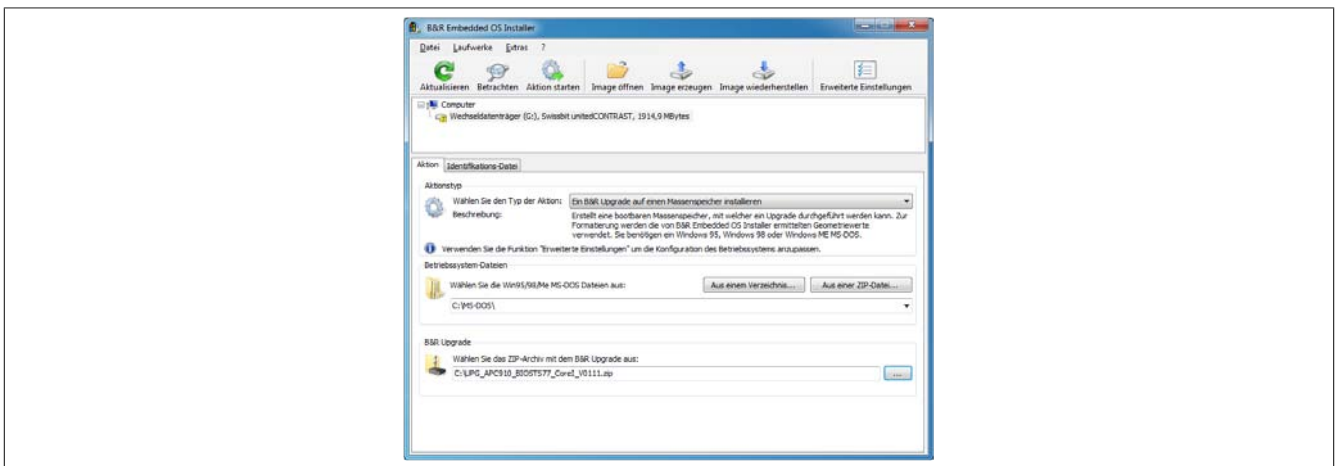 B&R Embedded OS Installer
Datei Laufwerke Extras ?
Aktualisieren Betrachten Aktion starten Image öffnen Image erzeugen Image wiederherstellen Erweiterte Einstellungen
Computer
Wechseldatenträger (G:), Swissbit unitedCONTRAST, 1914,9 MBytes
Aktion Identifikations-Datei
Aktionstyp
Wählen Sie den Typ der Aktion: Ein B&R Upgrade auf einen Massenspeicher installieren
Beschreibung: Erstellt eine bootbaren Massenspeicher, mit welcher ein Upgrade durchgeführt werden kann. Zur
Formatierung werden die von B&R Embedded OS Installer ermittelten Geometriewerte
verwendet. Sie benötigen ein Windows 95, Windows 98 oder Windows ME MS-DOS.
Verwenden Sie die Funktion "Erweiterte Einstellungen" um die Konfiguration des Betriebssystems anzupassen.
Betriebssystem-Dateien
Wählen Sie die Win95/98/Me MS-DOS Dateien aus: Aus einem Verzeichnis... Aus einer ZIP-Datei...
C:\MS-DOS\
B&R Upgrade
Wählen Sie das ZIP-Archiv mit dem B&R Upgrade aus:
C:\UPG_APC910_BIOSTS77_CoreI_V0111.zip ...